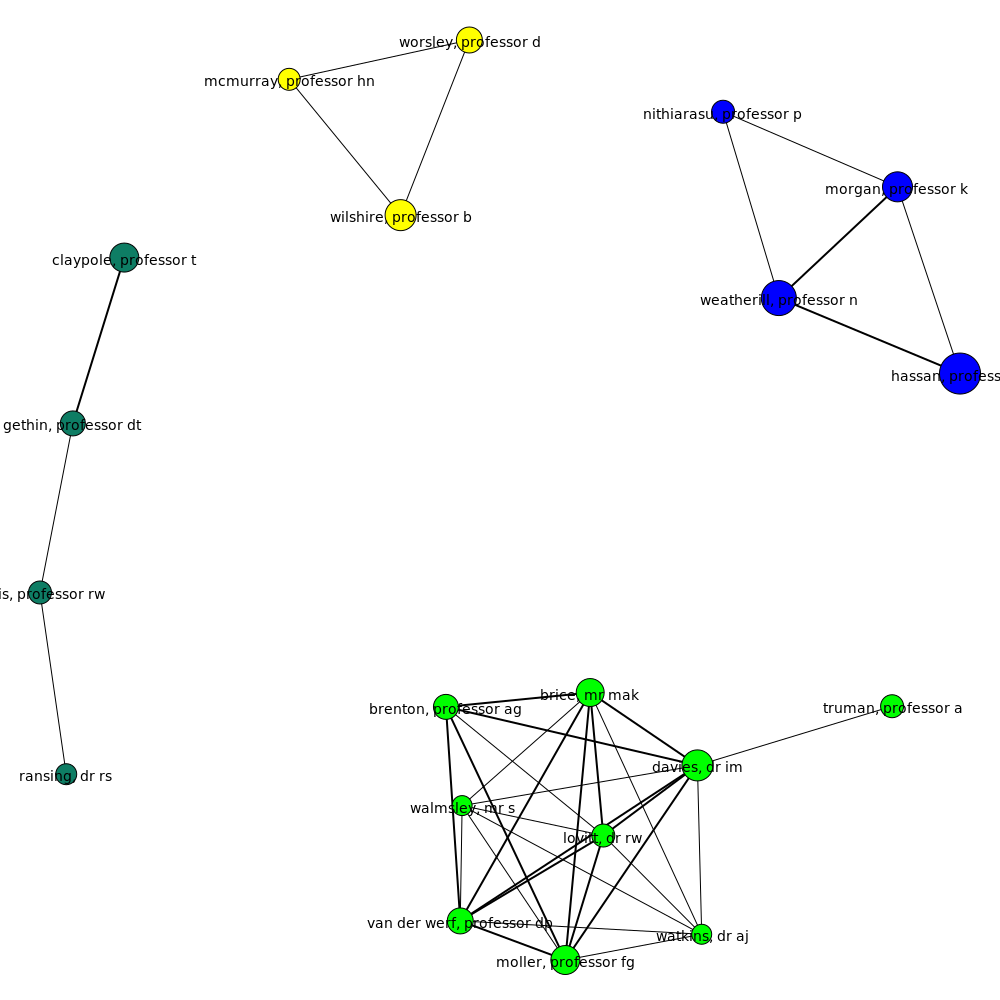 worsley, professor d
mcmurray, professor hn
nithiarasu, professor p
morgan, professor k
wilshire, professor b
claypole, professor t
weatherill, professor n
hassan, profess
gethin, professor dt
is, professor rw
brice, mr mak
brenton, professor ag
truman, professor a
davies, dr im
ransing, dr rs
walmsley, mr s
lovitt, dr rw
van der werf, professor dp
watkins, dr aj
moller, professor fg